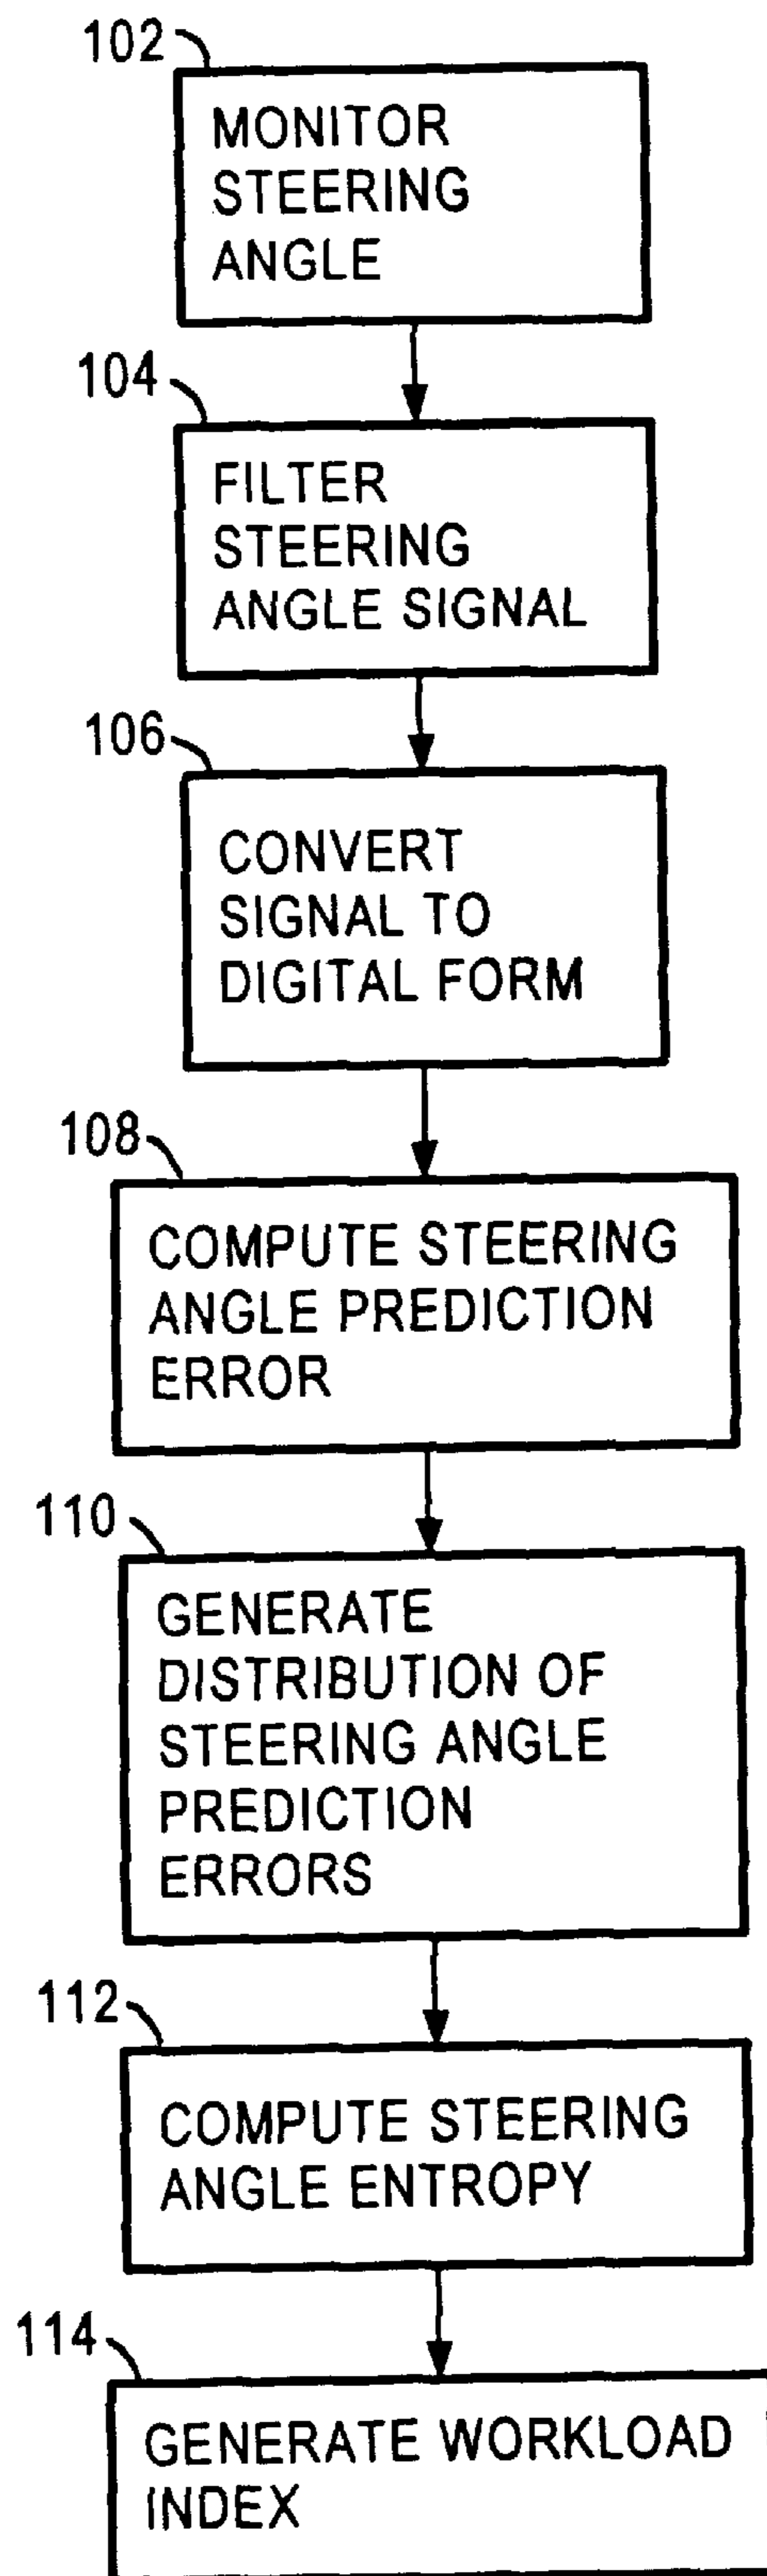 102
MONITOR
STEERING
ANGLE
104
FILTER
STEERING
ANGLE SIGNAL
106
CONVERT
SIGNAL TO
DIGITAL FORM
108
COMPUTE STEERING
ANGLE PREDICTION
ERROR
110
GENERATE
DISTRIBUTION OF
STEERING ANGLE
PREDICTION
ERRORS
112
COMPUTE STEERING
ANGLE ENTROPY
114
GENERATE WORKLOAD
INDEX